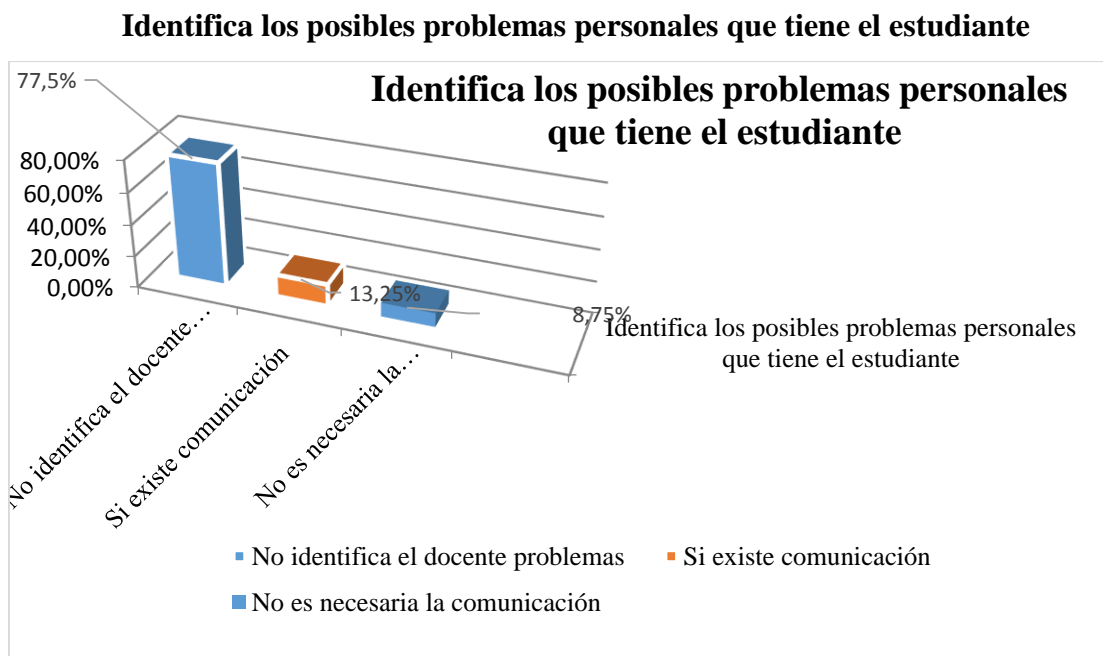 Identifica los posibles problemas personales que tiene el estudiante
77,5%
Identifica los posibles problemas personales
que tiene el estudiante
80,00%
60,00%
40,00%
20,00%
0,00%
13,25%
8,75%
Identifica los posibles problemas personales
que tiene el estudiante
No identifica el docente…
Si existe comunicación
No es necesaria la…
No identifica el docente problemas
Si existe comunicación
No es necesaria la comunicación